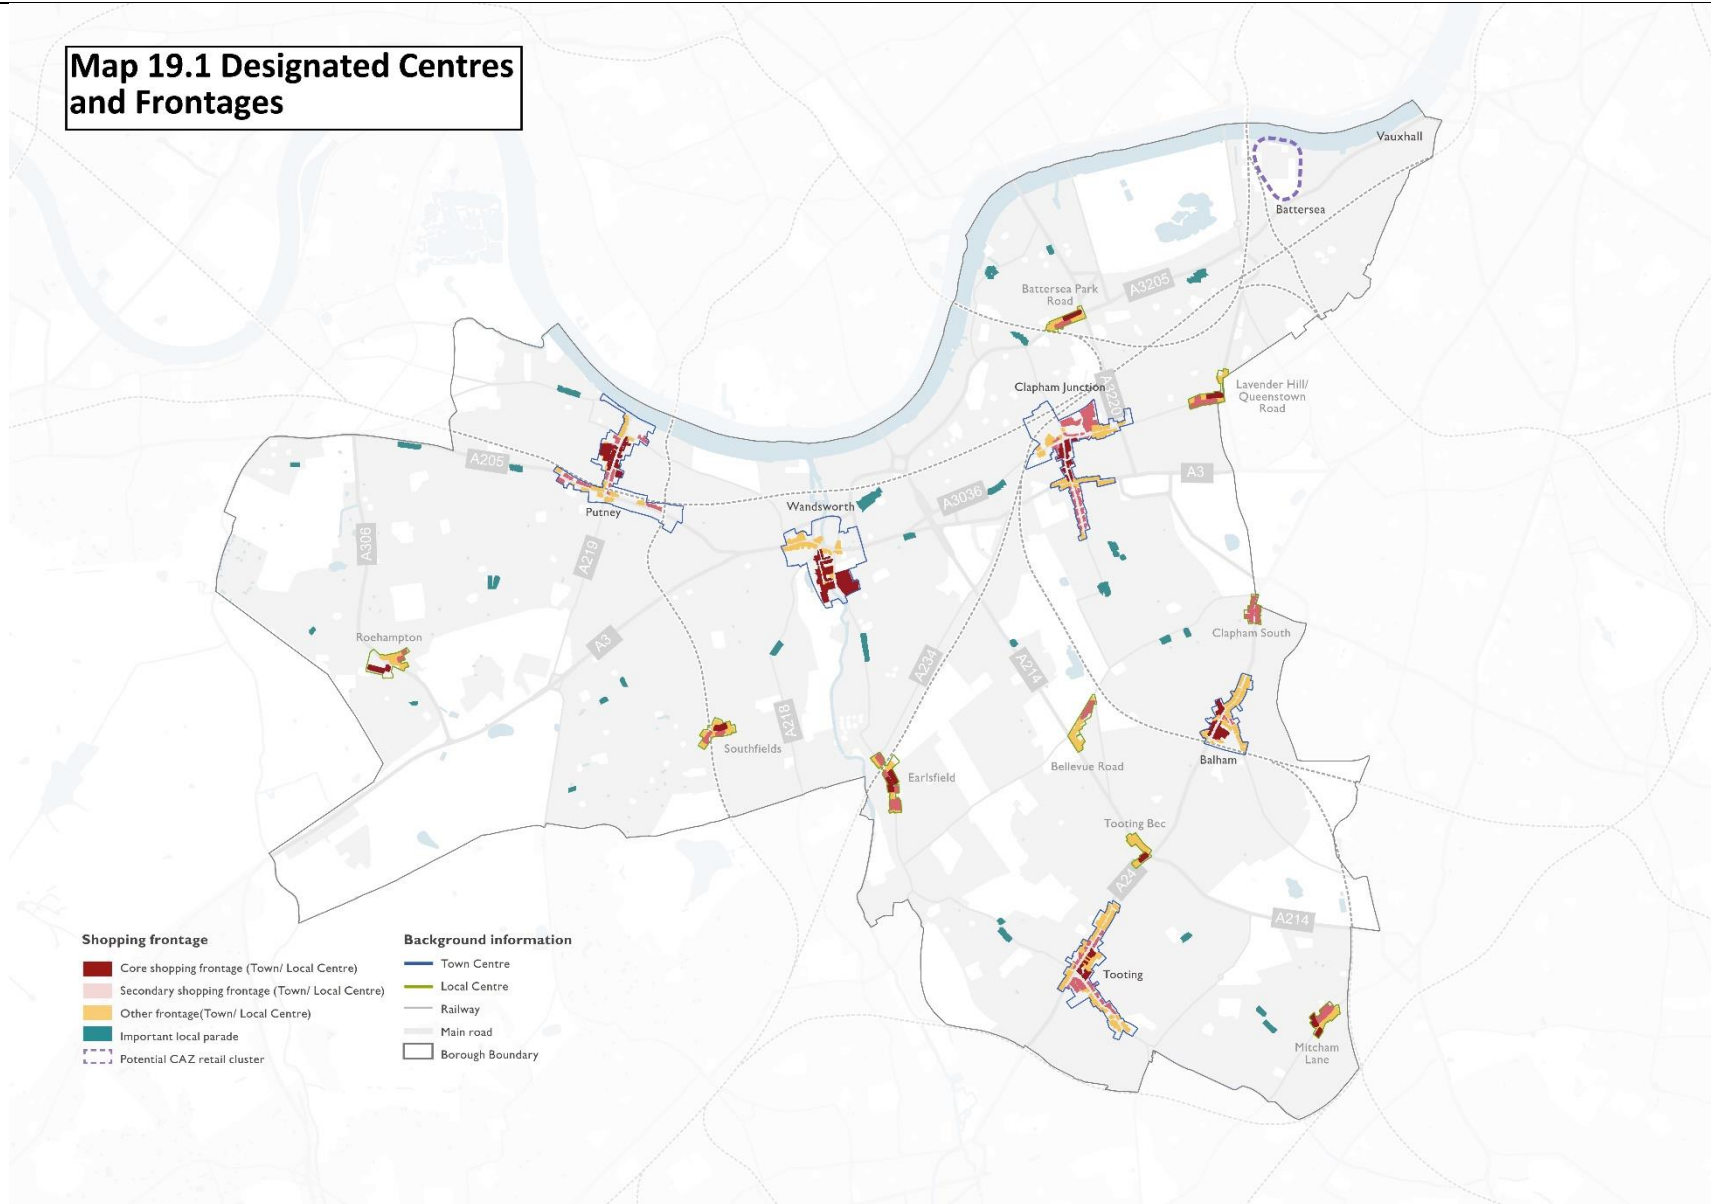 Map 19.1 Designated Centres
and Frontages
Vauxhall
Battersea
Battersea Park
Road
A3205
Clapham Junction
A3220
Lavender Hill/
Queenstown
Road
A205
A3
A3036
Wandsworth
Putney
A306
A219
Roehampton
A3
Clapham South
A234
A214
A218
Southfields
Earlsfield
Bellevue Road
Balham
Tooting Bec
A24
A214
Tooting
Mitcham
Lane
Shopping frontage
Core shopping frontage (Town/ Local Centre)
Secondary shopping frontage (Town/ Local Centre)
Other frontage(Town/ Local Centre)
Important local parade
Potential CAZ retail cluster
Background information
Town Centre
Local Centre
Railway
Main road
Borough Boundary